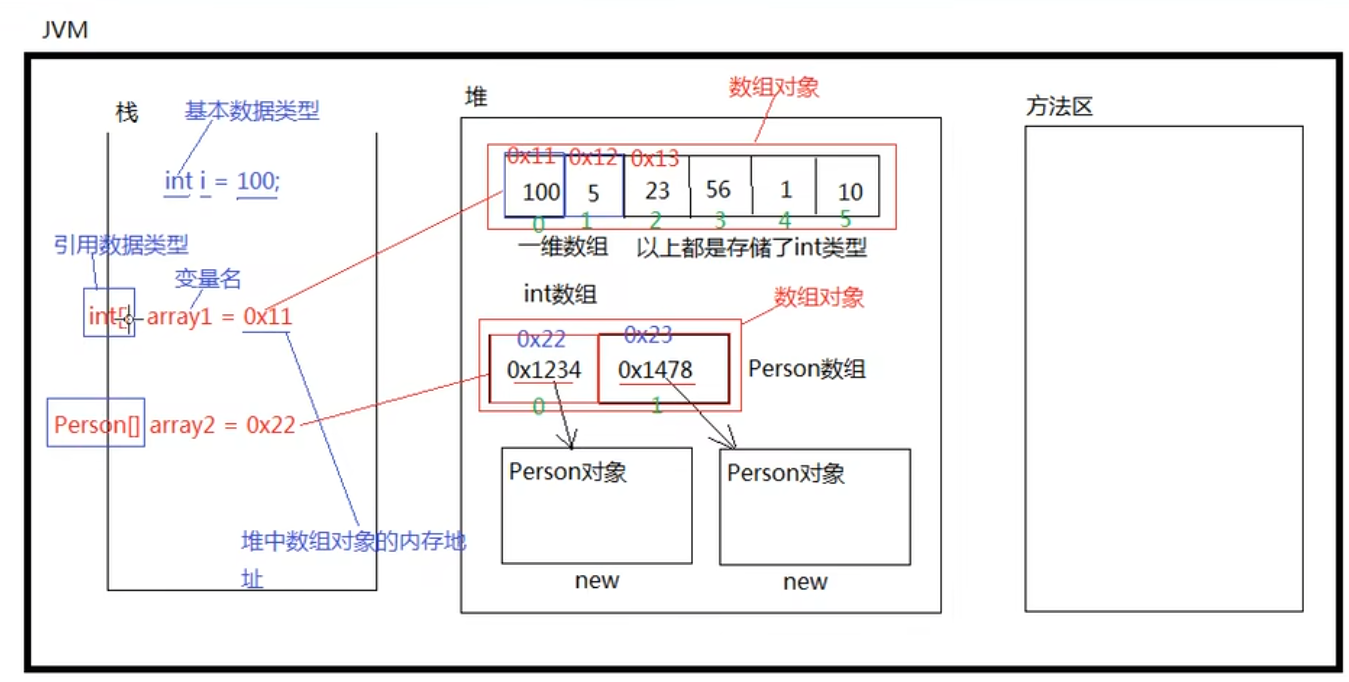 JVM
栈
基本数据类型
int i = 100;
引用数据类型
变量名
int[] array1 = 0x11
Person[] array2 = 0x22
堆中数组对象的内存地
址
堆
数组对象
0x11 0x12 0x13
100 5 23 56 1 10
0 1 2 3 4 5
一维数组 以上都是存储了int类型
int数组
数组对象
0x22 0x23
0x1234 0x1478
Person数组
0 1
Person对象 Person对象
new new
方法区